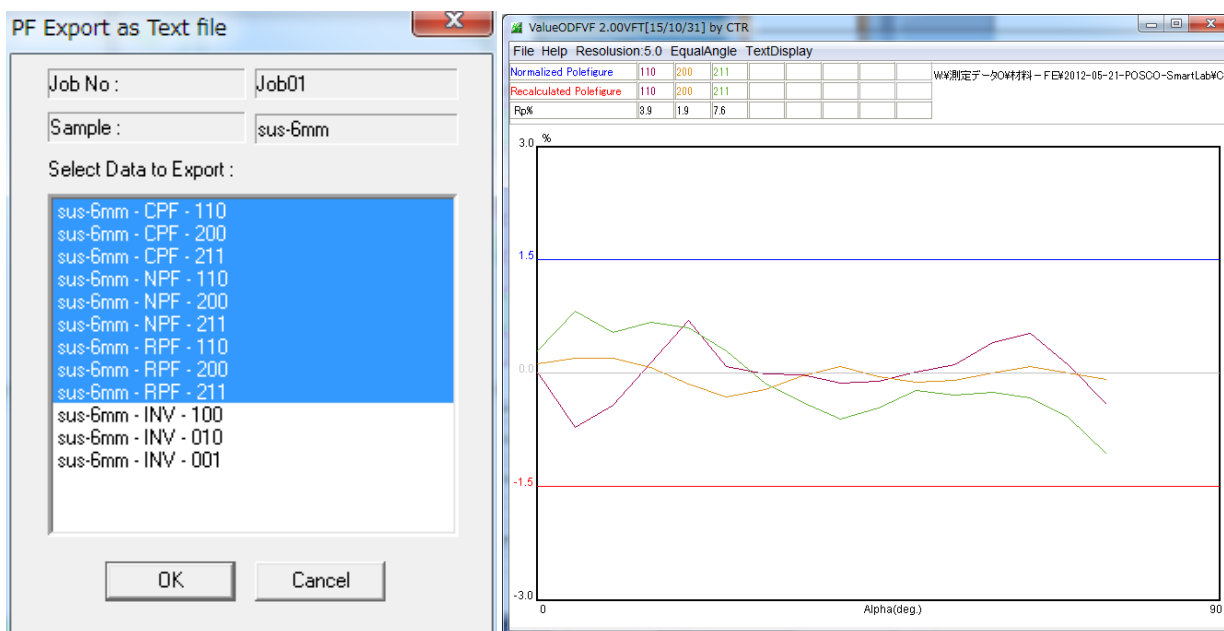 PF Export as Text file
Job No : Job01
Sample : sus-6mm
Select Data to Export :
sus-6mm - CPF - 110
sus-6mm - CPF - 200
sus-6mm - CPF - 211
sus-6mm - NPF - 110
sus-6mm - NPF - 200
sus-6mm - NPF - 211
sus-6mm - RPF - 110
sus-6mm - RPF - 200
sus-6mm - RPF - 211
sus-6mm - INV - 100
sus-6mm - INV - 010
sus-6mm - INV - 001
OK Cancel
ValueODFVF 2.00VFT[15/10/31] by CTR
File Help Resolusion:5.0 EqualAngle TextDisplay
Normalized Polefigure 110 200 211 W:¥測定データO¥材料-FE¥2012-05-21-POSCO-SmartLab¥C
Recalculated Polefigure 110 200 211
Rp% 3.9 1.9 7.6
3.0 %
1.5
0.0
-1.5
-3.0
0 Alpha(deg.) 90